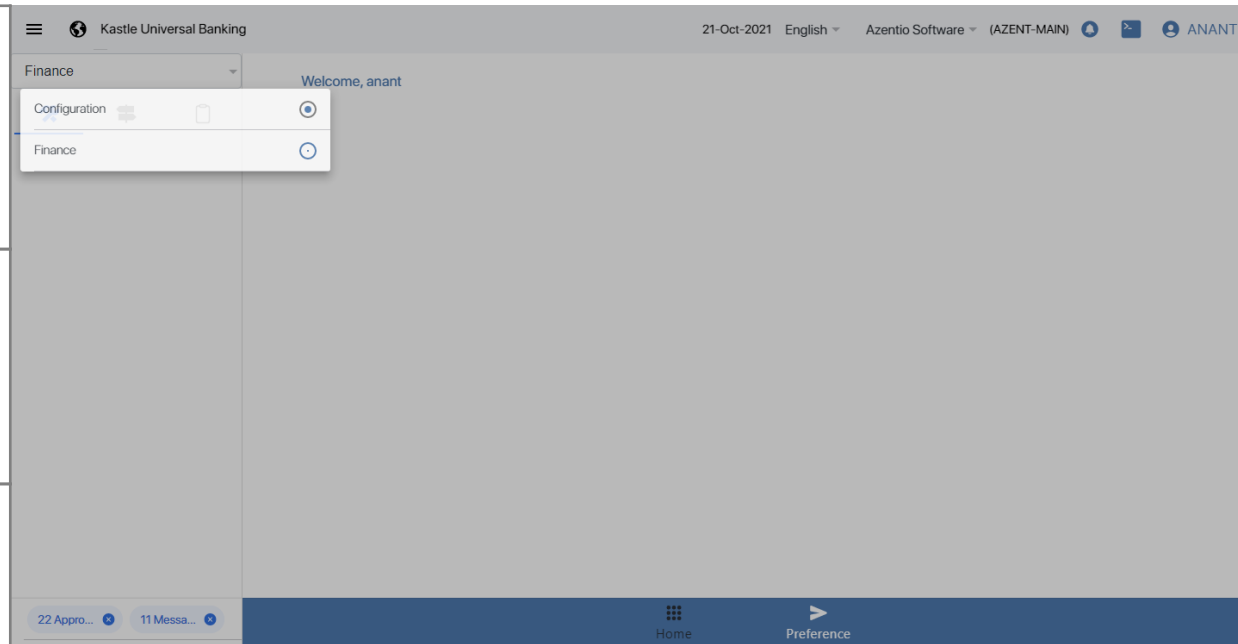 Kastle Universal Banking
21-Oct-2021 English Azentio Software (AZENT-MAIN) ANANT
Finance
Welcome, anant
Configuration
Finance
22 Appro... 11 Messa...
Home Preference